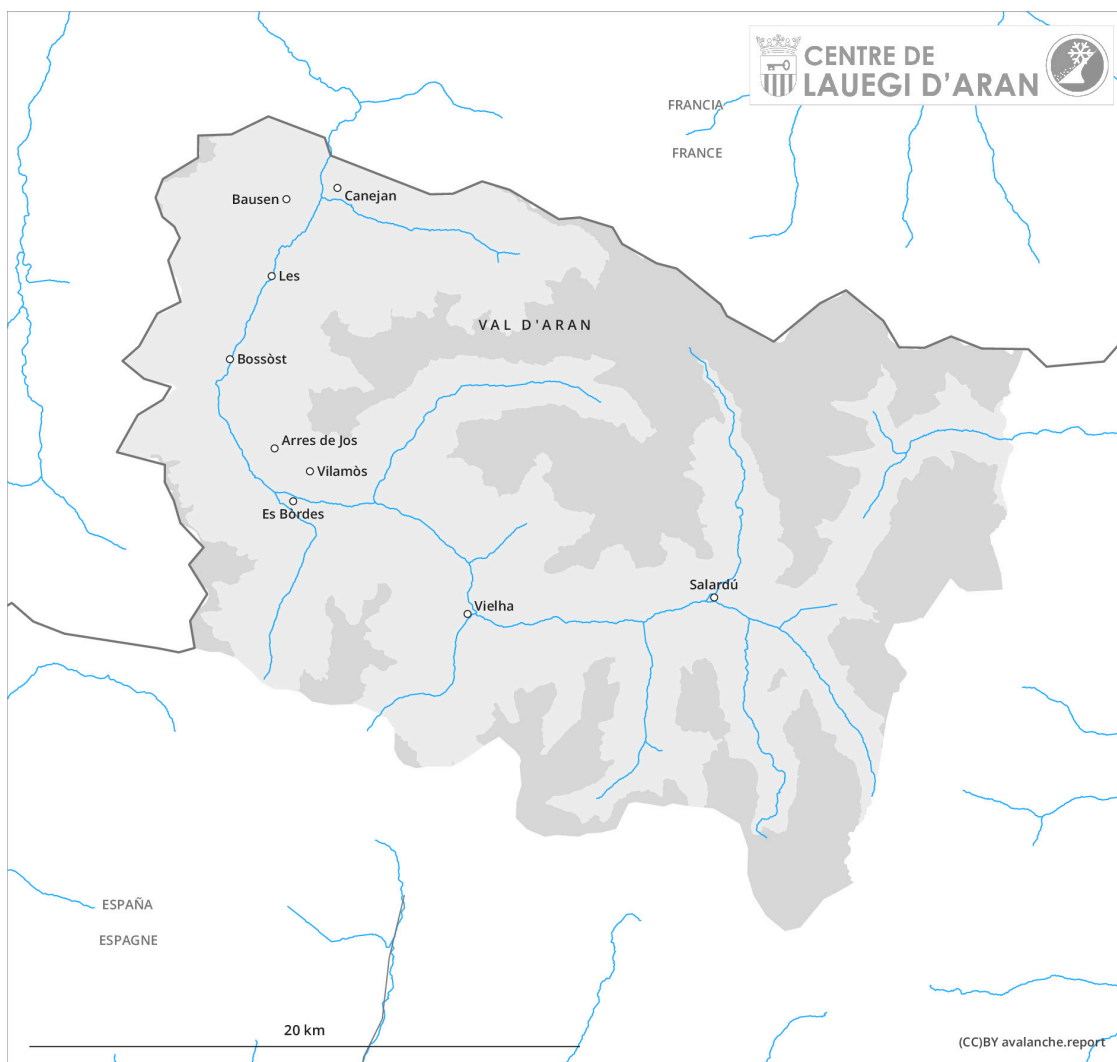 CENTRE DE
LAUEGI D'ARAN
FRANCIA
FRANCE
Bausen
Canejan
Les
VAL D'ARAN
Bossòst
Arres de Jos
Vilamòs
Es Bòrdes
Salardú
Vielha
ESPAÑA
ESPAGNE
20 km
(CC)BY avalanche.report